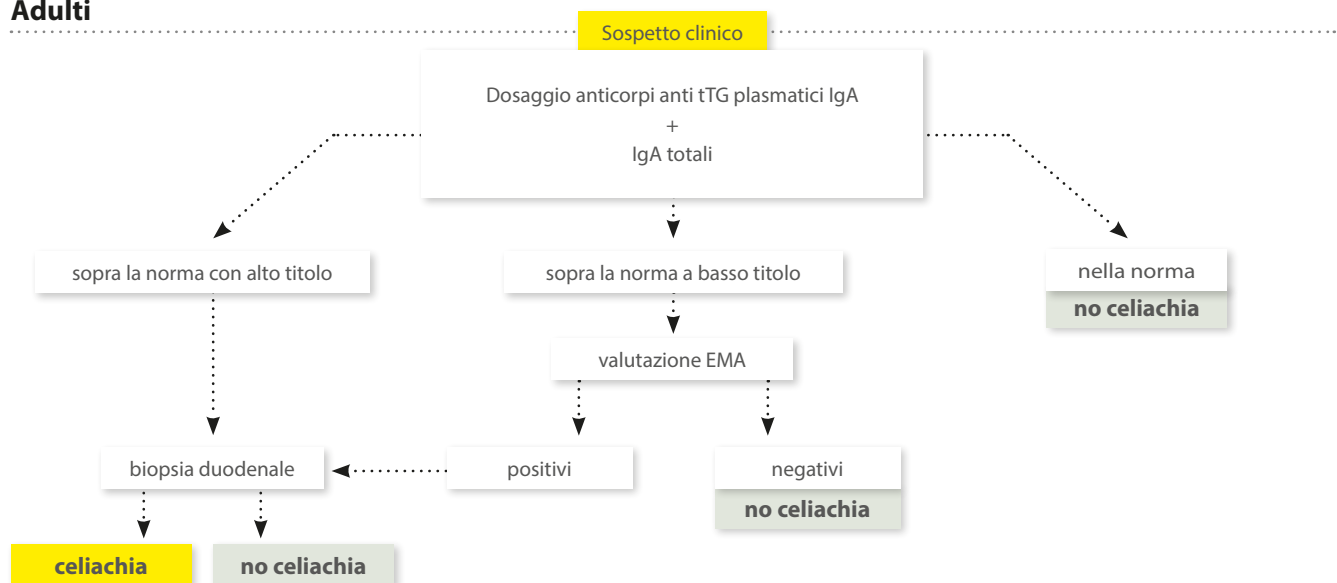 Adulti
Sospetto clinico
Dosaggio anticorpi anti tTG plasmatici IgA
+
IgA totali
sopra la norma con alto titolo
sopra la norma a basso titolo
nella norma
no celiachia
valutazione EMA
biopsia duodenale
positivi
negativi
no celiachia
celiachia
no celiachia